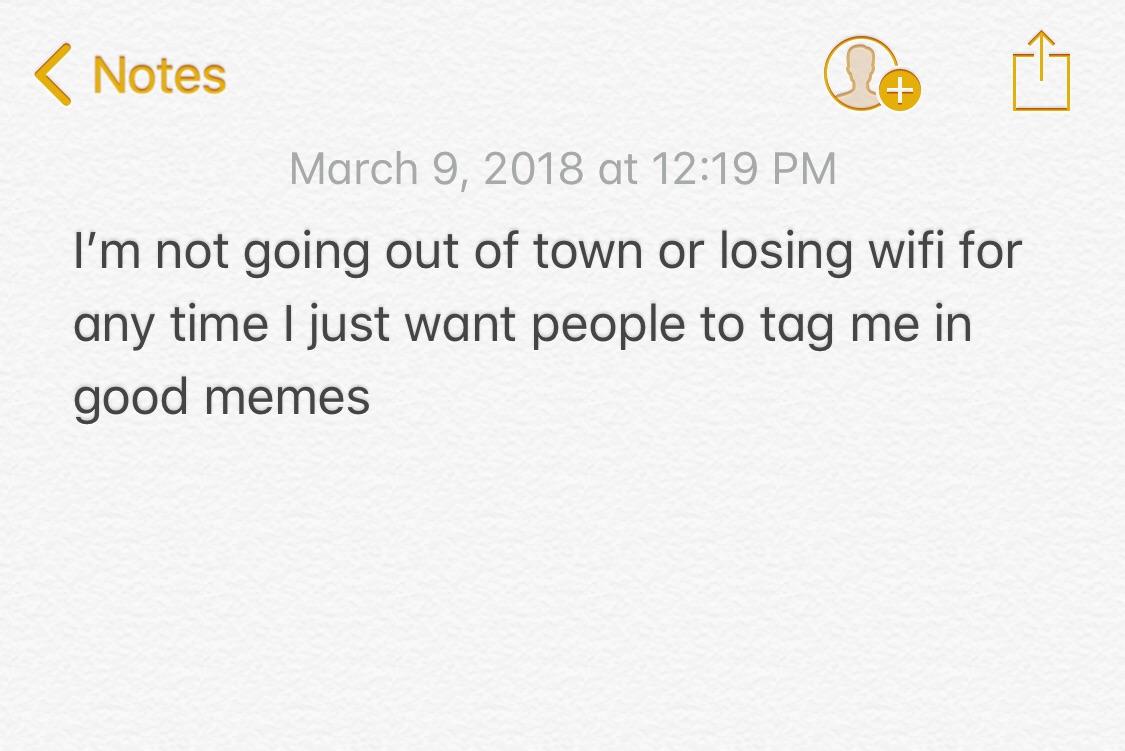 Notes
March 9, 2018 at 12:19 PM
I’m not going out of town or losing wifi for
any time I just want people to tag me in
good memes